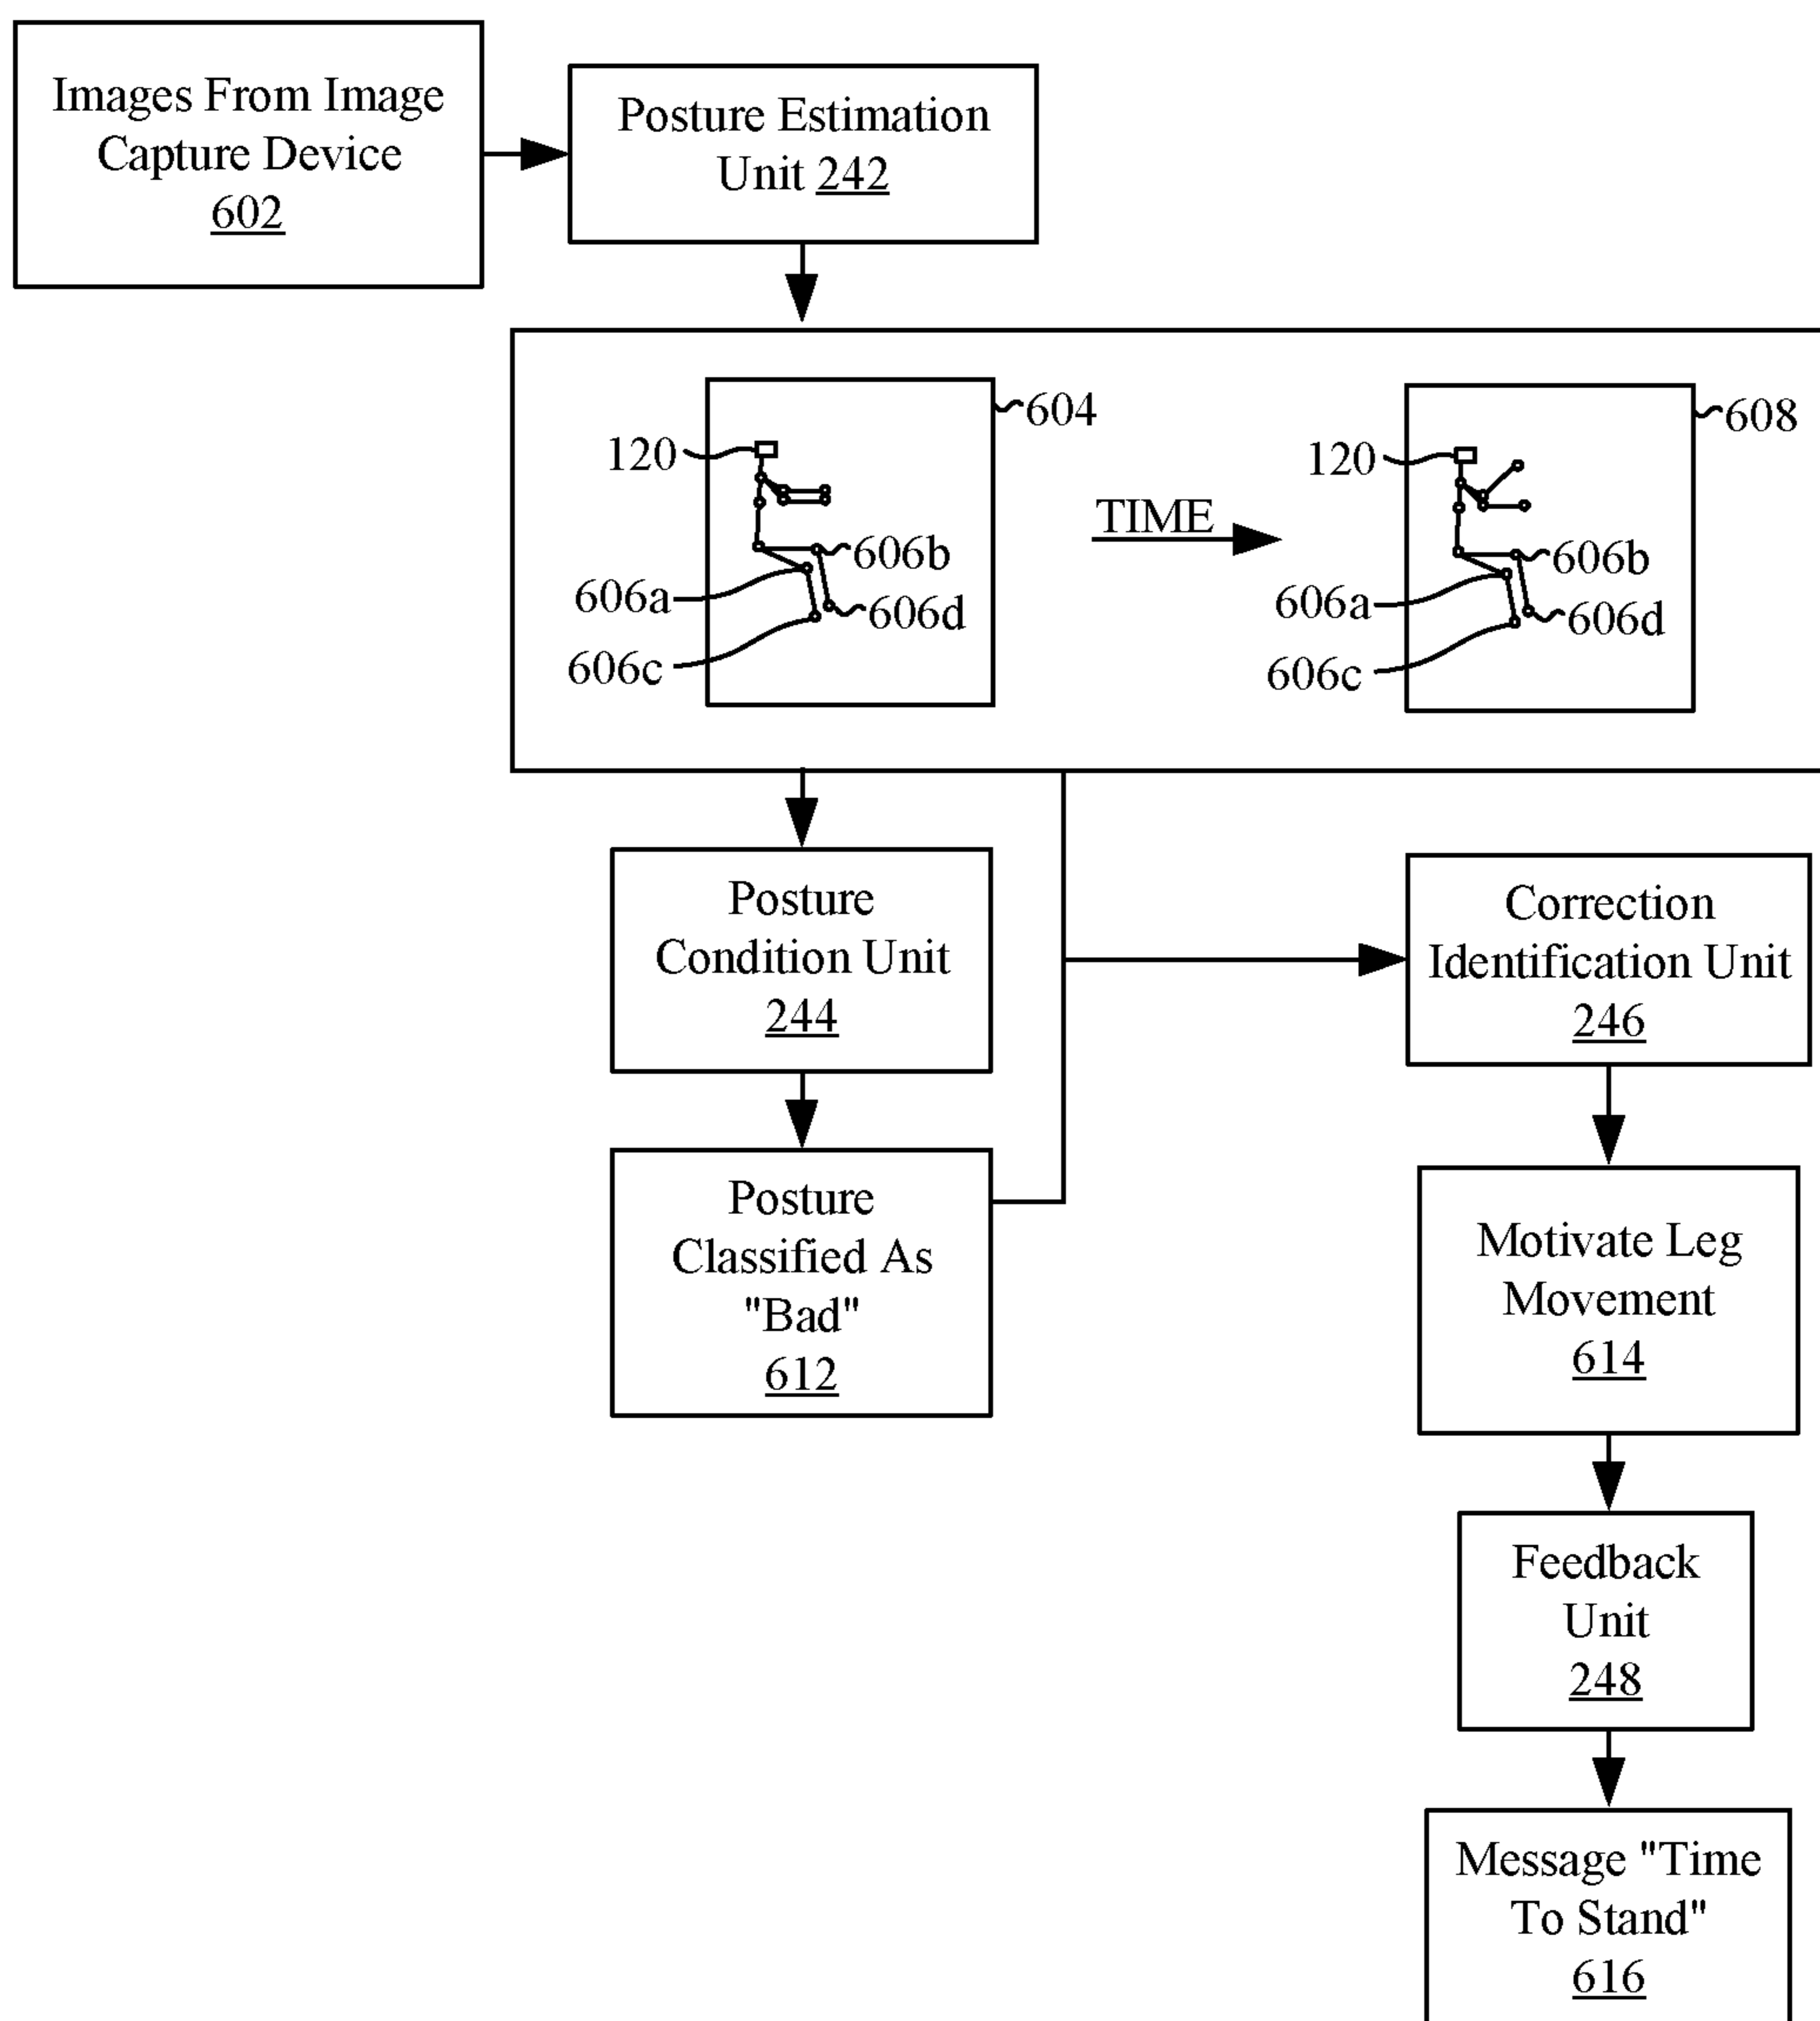 Images From Image
Capture Device
602
Posture Estimation
Unit 242
604
120
606b
606a
606d
606c
TIME
608
120
606b
606a
606d
606c
Posture
Condition Unit
244
Correction
Identification Unit
246
Posture
Classified As
"Bad"
612
Motivate Leg
Movement
614
Feedback
Unit
248
Message "Time
To Stand"
616